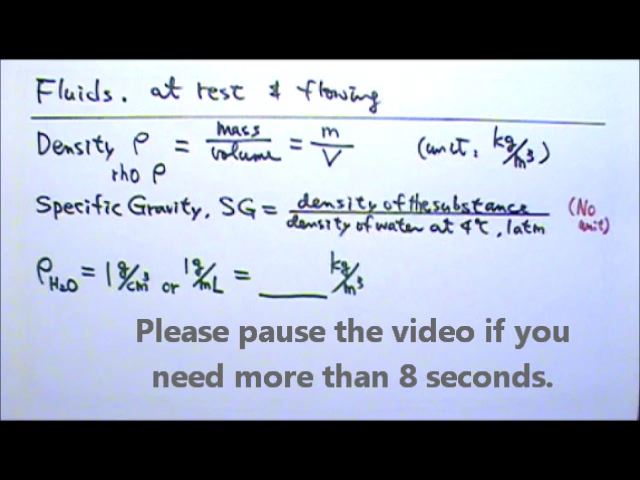 Fluids. at rest & flowing
Density ρ = mass/volume = m/V (unit: kg/m³)
rho ρ
Specific Gravity, SG = density of the substance/density of water at 4°C, 1atm (No unit)
ρH₂O = 1 g/cm³ or 1 g/mL = ____ kg/m³
Please pause the video if you
need more than 8 seconds.